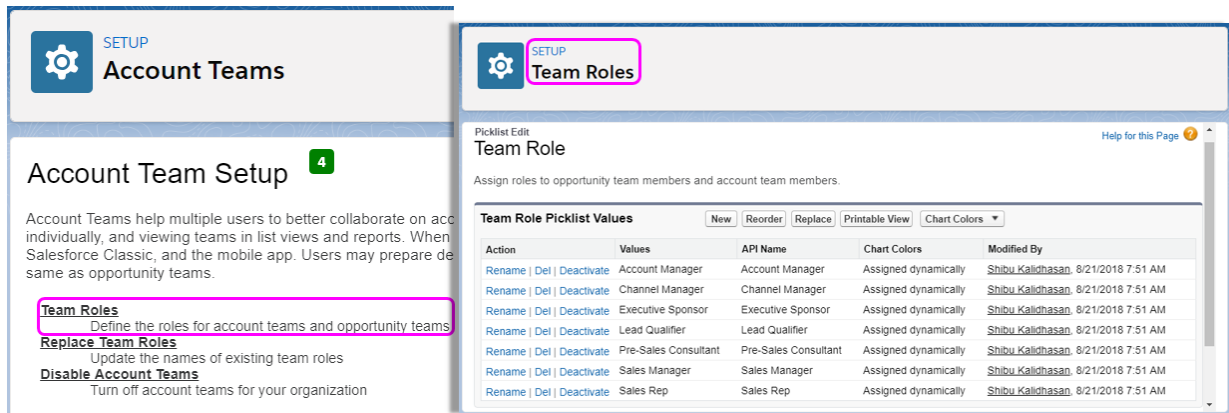 SETUP
Account Teams
Account Team Setup 4
Account Teams help multiple users to better collaborate on acc
individually, and viewing teams in list views and reports. When
Salesforce Classic, and the mobile app. Users may prepare de
same as opportunity teams.
Team Roles
Define the roles for account teams and opportunity teams
Replace Team Roles
Update the names of existing team roles
Disable Account Teams
Turn off account teams for your organization
SETUP
Team Roles
Picklist Edit
Team Role
Help for this Page ?
Assign roles to opportunity team members and account team members.
Team Role Picklist Values New Reorder Replace Printable View Chart Colors ▼
Action Values API Name Chart Colors Modified By
Rename | Del | Deactivate Account Manager Account Manager Assigned dynamically Shibu Kalidhasan, 8/21/2018 7:51 AM
Rename | Del | Deactivate Channel Manager Channel Manager Assigned dynamically Shibu Kalidhasan, 8/21/2018 7:51 AM
Rename | Del | Deactivate Executive Sponsor Executive Sponsor Assigned dynamically Shibu Kalidhasan, 8/21/2018 7:51 AM
Rename | Del | Deactivate Lead Qualifier Lead Qualifier Assigned dynamically Shibu Kalidhasan, 8/21/2018 7:51 AM
Rename | Del | Deactivate Pre-Sales Consultant Pre-Sales Consultant Assigned dynamically Shibu Kalidhasan, 8/21/2018 7:51 AM
Rename | Del | Deactivate Sales Manager Sales Manager Assigned dynamically Shibu Kalidhasan, 8/21/2018 7:51 AM
Rename | Del | Deactivate Sales Rep Sales Rep Assigned dynamically Shibu Kalidhasan, 8/21/2018 7:51 AM